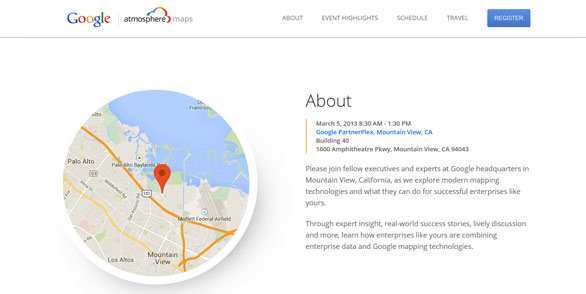 Google atmosphere maps ABOUT EVENT HIGHLIGHTS SCHEDULE TRAVEL REGISTER
About
March 5, 2013 8:30 AM - 1:30 PM
Google PartnerPlex, Mountain View, CA
Building 40
1600 Amphitheatre Pkwy, Mountain View, CA 94043
Please join fellow executives and experts at Google headquarters in
Mountain View, California, as we explore modern mapping
technologies and what they can do for successful enterprises like
yours.
Through expert insight, real-world success stories, lively discussion
and more, learn how enterprises like yours are combining
enterprise data and Google mapping technologies.
Palo Alto
Palo Alto Baylands
101
Moffett Federal Airfield
Mountain
View
Los Altos
Palo Alto